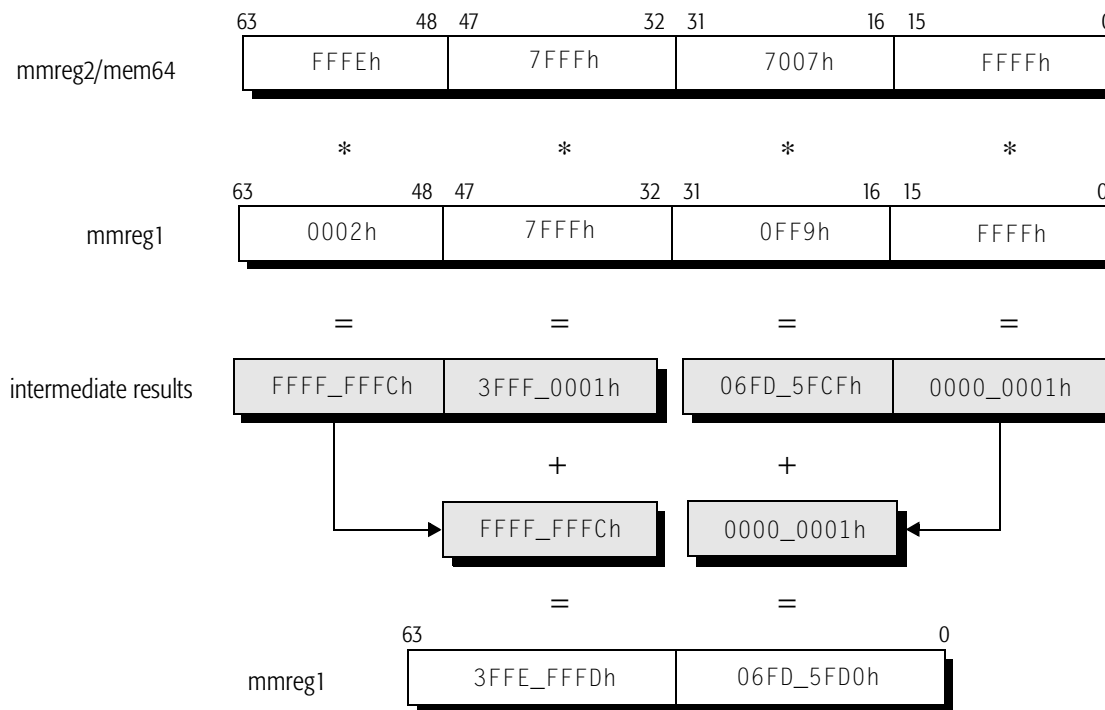 63 48 47 32 31 16 15 0
mmreg2/mem64 FFFEh 7FFFh 7007h FFFFh
* * * *
63 48 47 32 31 16 15 0
mmreg1 0002h 7FFFh 0FF9h FFFFh
= = = =
intermediate results FFFF_FFFCh 3FFF_0001h 06FD_5FCFh 0000_0001h
+ +
FFFF_FFFCh 0000_0001h
= =
63 0
mmreg1 3FFE_FFFDh 06FD_5FD0h